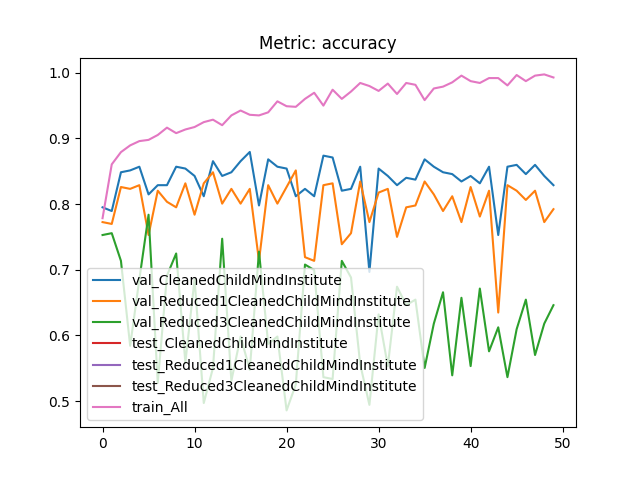 Metric: accuracy
1.0
0.9
0.8
0.7
0.6
0.5
val_CleanedChildMindInstitute
val_Reduced1CleanedChildMindInstitute
val_Reduced3CleanedChildMindInstitute
test_CleanedChildMindInstitute
test_Reduced1CleanedChildMindInstitute
test_Reduced3CleanedChildMindInstitute
train_All
0 10 20 30 40 50